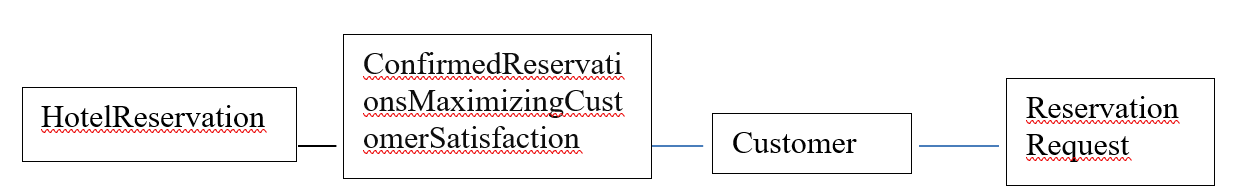 HotelReservation
ConfirmedReservati
onsMaximizingCust
omerSatisfaction
Customer
Reservation
Request